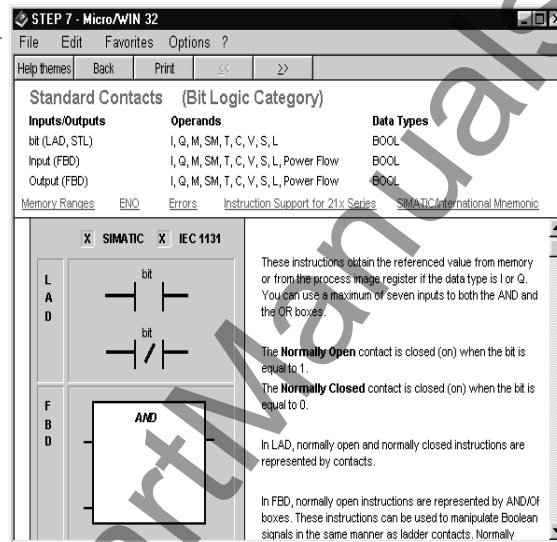 STEP 7 - Micro/WIN 32
File Edit Favorites Options ?
Help themes Back Print << >>
Standard Contacts (Bit Logic Category)
Inputs/Outputs Operands Data Types
bit (LAD, STL) I, Q, M, SM, T, C, V, S, L BOOL
Input (FBD) I, Q, M, SM, T, C, V, S, L, Power Flow BOOL
Output (FBD) I, Q, M, SM, T, C, V, S, L, Power Flow BOOL
Memory Ranges ENO Errors Instruction Support for 21x Series SIMATIC/International Mnemonic
X SIMATIC X IEC 1131
L
A
D
bit
bit
F
B
D
AND
These instructions obtain the referenced value from memory
or from the process image register if the data type is I or Q.
You can use a maximum of seven inputs to both the AND and
the OR boxes.
The Normally Open contact is closed (on) when the bit is
equal to 1.
The Normally Closed contact is closed (on) when the bit is
equal to 0.
In LAD, normally open and normally closed instructions are
represented by contacts.
In FBD, normally open instructions are represented by AND/OR
boxes. These instructions can be used to manipulate Boolean
signals in the same manner as ladder contacts. Normally